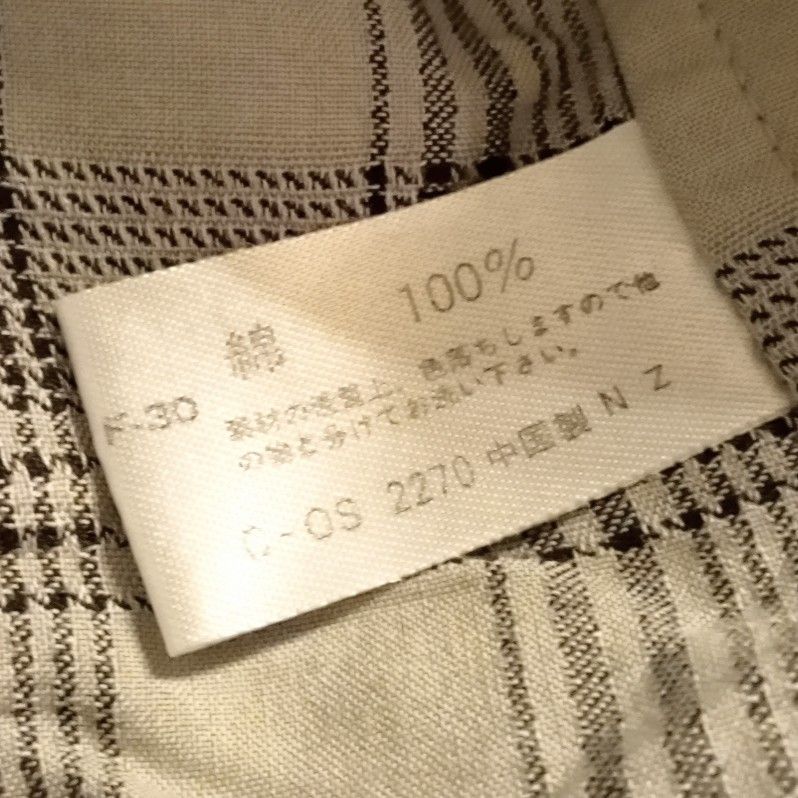 綿 100%
F-30
素材の性質上、色落ちしますので他
の物と分けてお洗い下さい。
C-OS 2270 中国製 N Z